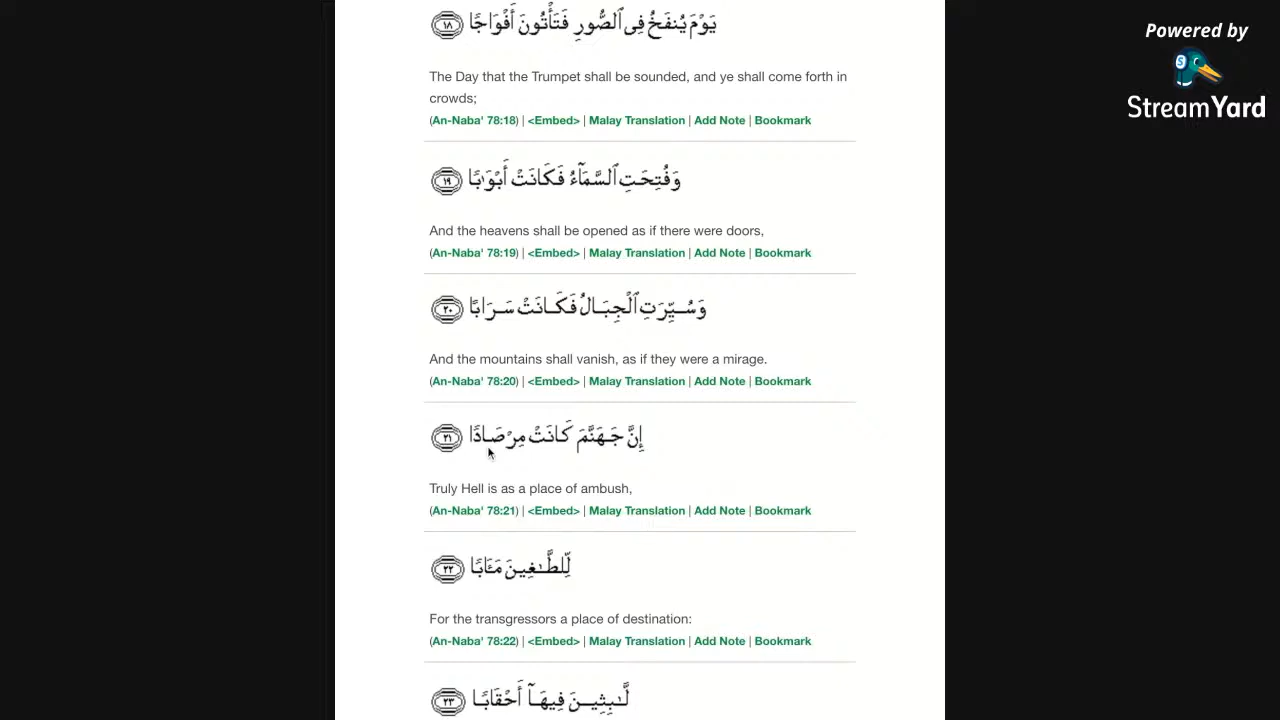 يَوْمَ يُنفَخُ فِى ٱلصُّورِ فَتَأْتُونَ أَفْوَاجًا ١٨
The Day that the Trumpet shall be sounded, and ye shall come forth in
crowds;
(An-Naba' 78:18) | <Embed> | Malay Translation | Add Note | Bookmark
وَفُتِحَتِ ٱلسَّمَآءُ فَكَانَتْ أَبْوَٰبًا ١٩
And the heavens shall be opened as if there were doors,
(An-Naba' 78:19) | <Embed> | Malay Translation | Add Note | Bookmark
وَسُيِّرَتِ ٱلْجِبَالُ فَكَانَتْ سَرَابًا ٢٠
And the mountains shall vanish, as if they were a mirage.
(An-Naba' 78:20) | <Embed> | Malay Translation | Add Note | Bookmark
إِنَّ جَهَنَّمَ كَانَتْ مِرْصَادًا ٢١
Truly Hell is as a place of ambush,
(An-Naba' 78:21) | <Embed> | Malay Translation | Add Note | Bookmark
لِّلطَّـٰغِينَ مَـَٔابًا ٢٢
For the transgressors a place of destination:
(An-Naba' 78:22) | <Embed> | Malay Translation | Add Note | Bookmark
لَّـٰبِثِينَ فِيهَآ أَحْقَابًا ٢٣
Powered by
StreamYard